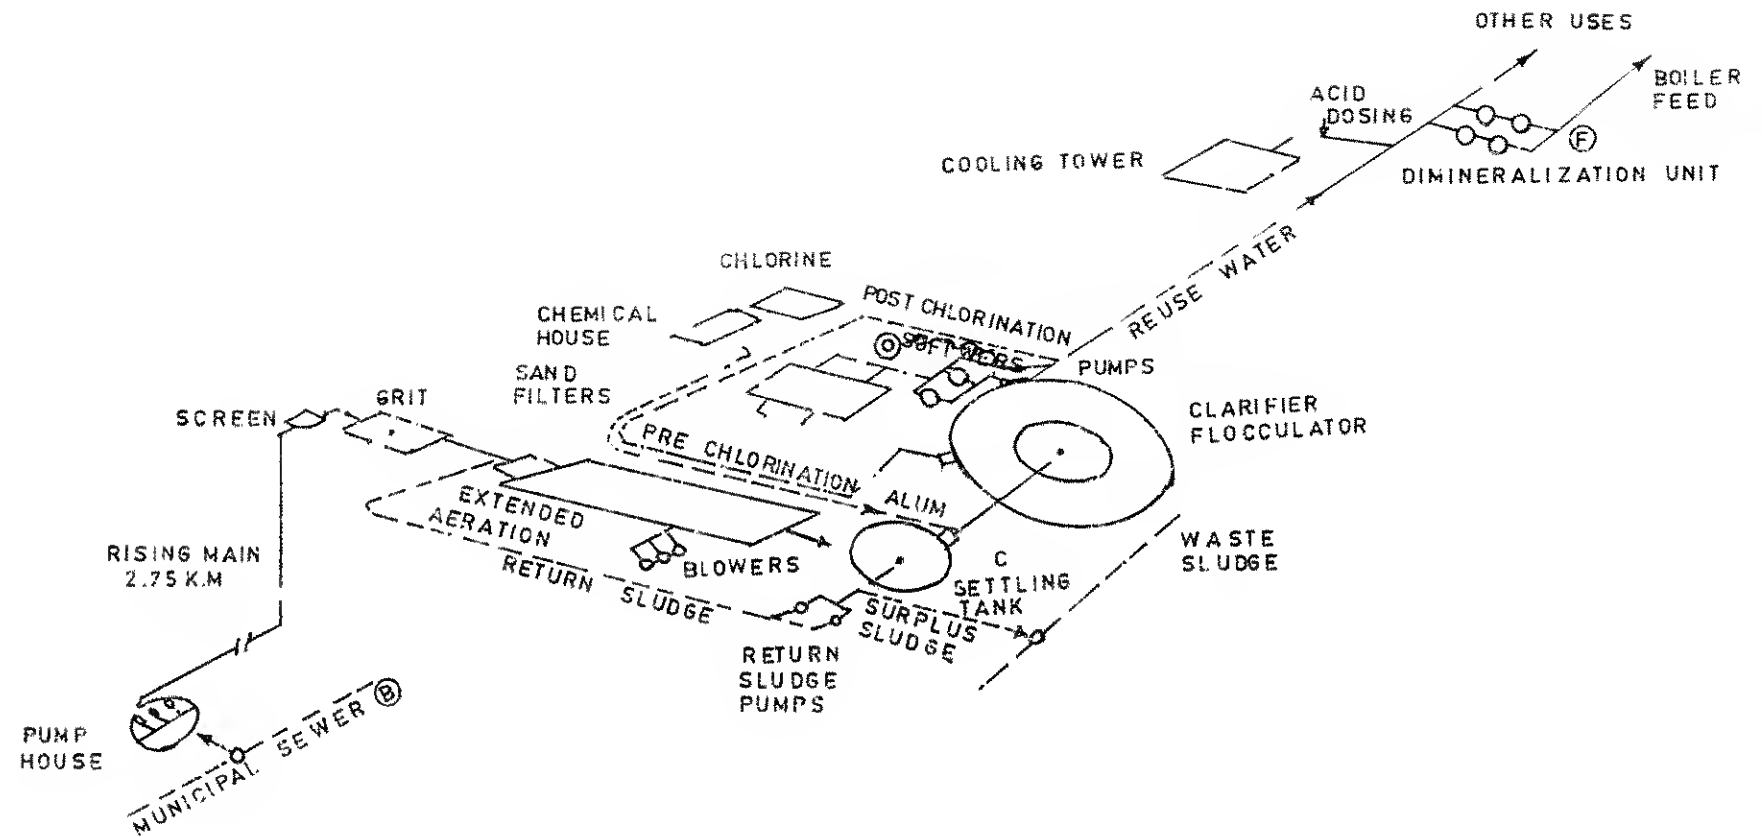 OTHER USES
BOILER
FEED
ACID
DOSING
F
COOLING TOWER
DIMINERALIZATION UNIT
REUSE WATER
CHLORINE
POST CHLORINATION
CHEMICAL
HOUSE
PUMPS
SAND
FILTERS
GRIT
SCREEN
CLARIFIER
FLOCCULATOR
PRE CHLORINATION
ALUM
EXTENDED
AERATION
BLOWERS
RISING MAIN
2.75 K.M
C
SETTLING
TANK
WASTE
SLUDGE
RETURN SLUDGE
SURPLUS
SLUDGE
RETURN
SLUDGE
PUMPS
PUMP
HOUSE
MUNICIPAL SEWER B